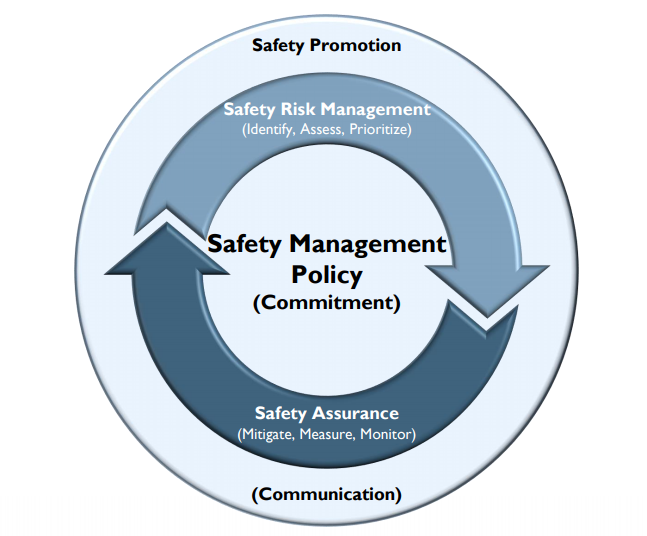 Safety Promotion
Safety Risk Management
(Identify, Assess, Prioritize)
Safety Management
Policy
(Commitment)
Safety Assurance
(Mitigate, Measure, Monitor)
(Communication)